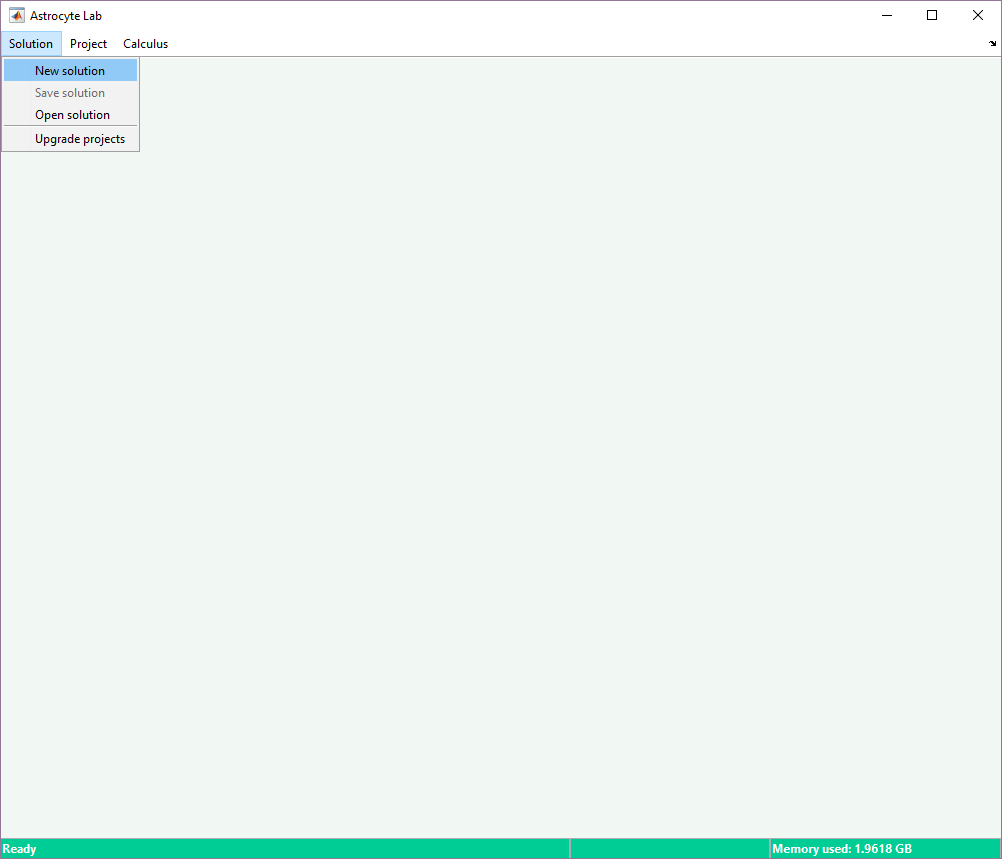 Astrocyte Lab
Solution Project Calculus
New solution
Save solution
Open solution
Upgrade projects
Ready Memory used: 1.9618 GB